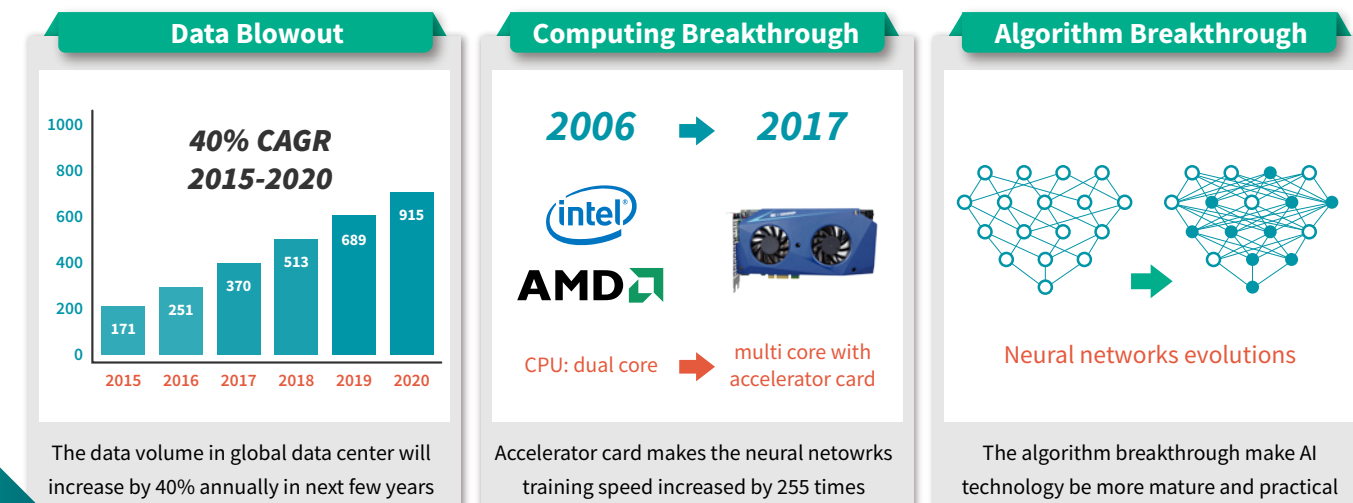 Data Blowout
1000
800
600
400
200
0
40% CAGR
2015-2020
171
251
370
513
689
915
2015 2016 2017 2018 2019 2020
The data volume in global data center will
increase by 40% annually in next few years
Computing Breakthrough
2006 2017
intel®
AMD
CPU: dual core
multi core with
accelerator card
Accelerator card makes the neural netowrks
training speed increased by 255 times
Algorithm Breakthrough
Neural networks evolutions
The algorithm breakthrough make AI
technology be more mature and practical